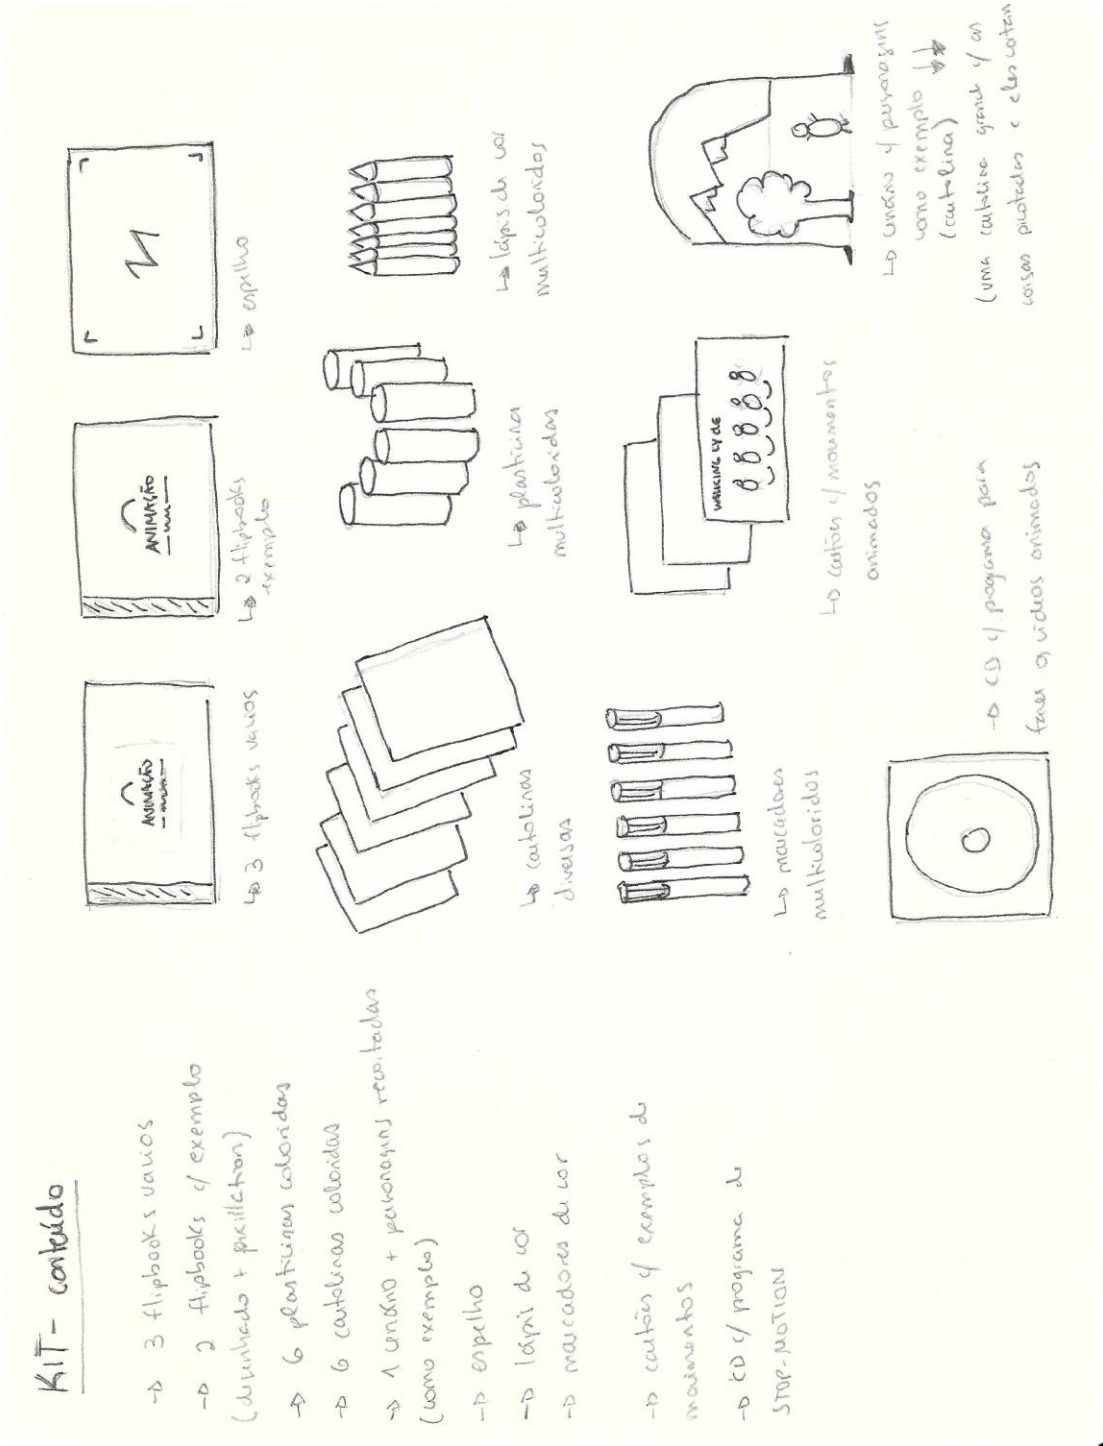 KIT - conteúdo
→ 3 flipbooks vazios
→ 2 flipbooks c/ exemplo
(desenhado + pixillation)
→ 6 plasticinas coloridas
→ 6 cartolinas coloridas
→ 1 cenário + personagens recortadas
(como exemplo)
→ espelho
→ lápis de cor
→ marcadores de cor
→ cartões c/ exemplos de
movimentos
→ CD c/ programa de
STOP-MOTION
ANIMAÇÃO
↳ 3 flipbooks vazios
ANIMAÇÃO
↳ 2 flipbooks
exemplo
↳ espelho
↳ cartolinas
diversas
↳ plasticina
multicoloridas
↳ lápis de cor
multicoloridos
↳ marcadores
multicoloridos
WALKING CYCLE
↳ cartões c/ movimentos
animados
↳ cenário c/ personagens
como exemplo ↓↓
(cartolina)
(uma cartolina grande c/ as
coisas picotadas e eles cortam
→ CD c/ pograma para
fazer os vídeos animados